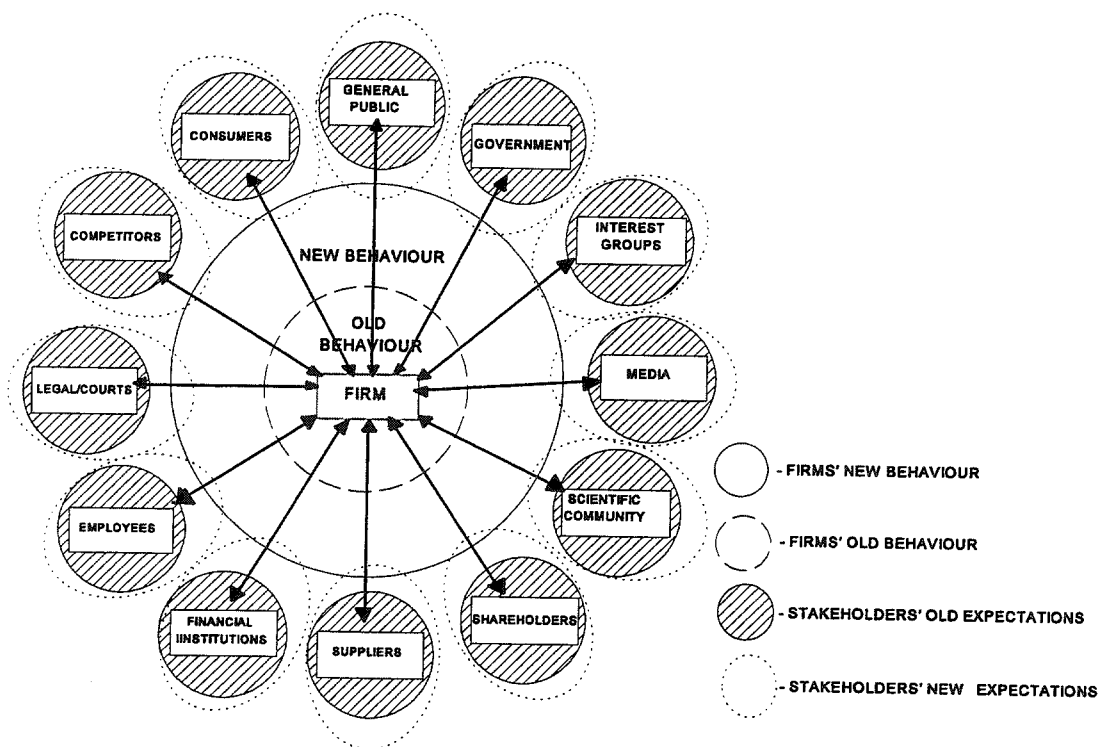 GENERAL
PUBLIC
CONSUMERS
GOVERNMENT
COMPETITORS
INTEREST
GROUPS
NEW BEHAVIOUR
OLD
BEHAVIOUR
FIRM
LEGAL/COURTS
MEDIA
EMPLOYEES
SCIENTIFIC
COMMUNITY
FINANCIAL
IINSTITUTIONS
SUPPLIERS
SHAREHOLDERS
- FIRMS' NEW BEHAVIOUR
- FIRMS' OLD BEHAVIOUR
- STAKEHOLDERS' OLD EXPECTATIONS
- STAKEHOLDERS' NEW EXPECTATIONS